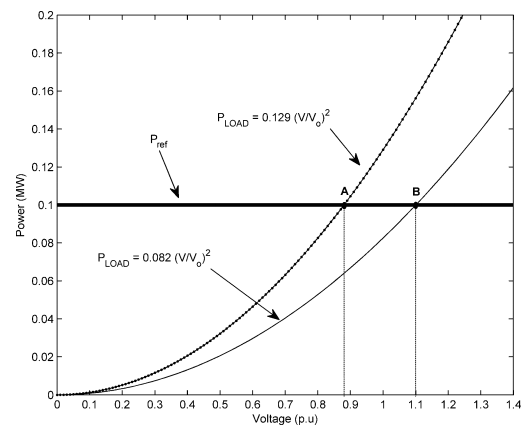 0.2
0.18
0.16
0.14
0.12
0.1
0.08
0.06
0.04
0.02
0
Power (MW)
P_LOAD = 0.129 (V/V_o)^2
P_ref
A
B
P_LOAD = 0.082 (V/V_o)^2
0 0.1 0.2 0.3 0.4 0.5 0.6 0.7 0.8 0.9 1 1.1 1.2 1.3 1.4
Voltage (p.u)